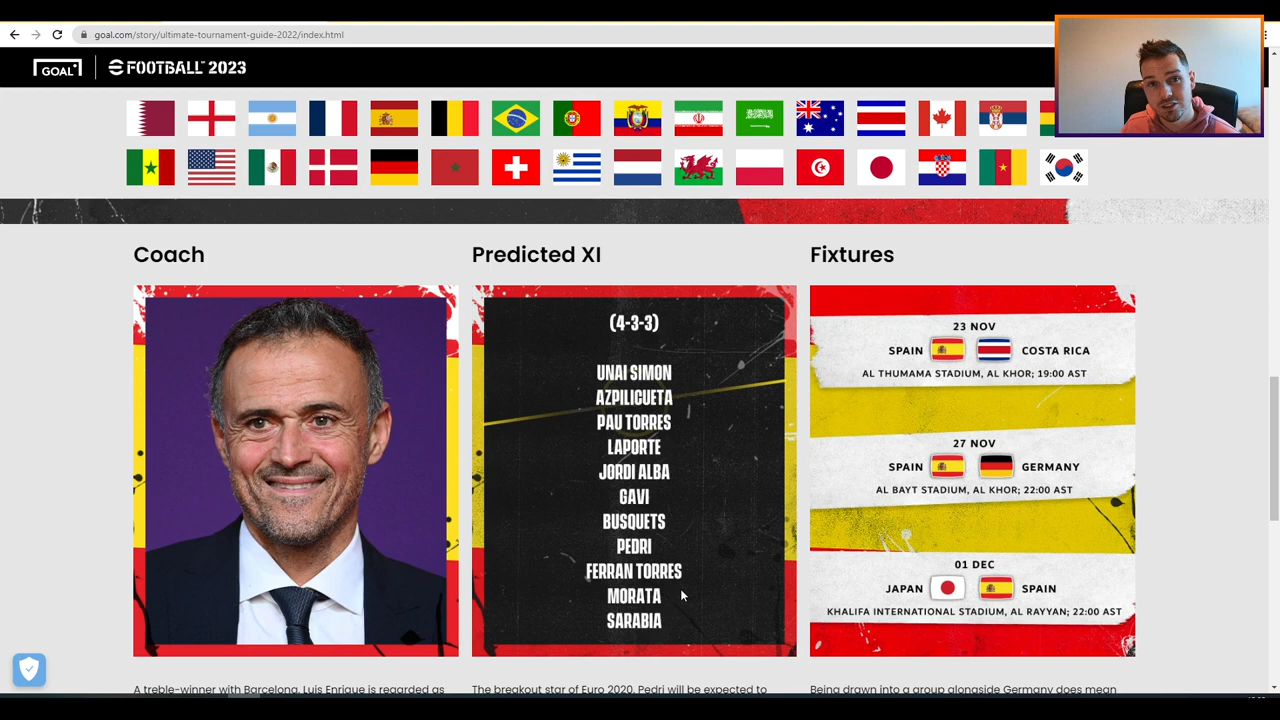 goal.com/story/ultimate-tournament-guide-2022/index.html
GOAL
FOOTBALL 2023
Coach
Predicted XI
Fixtures
(4-3-3)
UNAI SIMON
AZPILICUETA
PAU TORRES
LAPORTE
JORDI ALBA
GAVI
BUSQUETS
PEDRI
FERRAN TORRES
MORATA
SARABIA
23 NOV
SPAIN COSTA RICA
AL THUMAMA STADIUM, AL KHOR; 19:00 AST
27 NOV
SPAIN GERMANY
AL BAYT STADIUM, AL KHOR; 22:00 AST
01 DEC
JAPAN SPAIN
KHALIFA INTERNATIONAL STADIUM, AL RAYYAN; 22:00 AST
A treble-winner with Barcelona, Luis Enrique is regarded as
The breakout star of Euro 2020, Pedri will be expected to
Being drawn into a group alongside Germany does mean